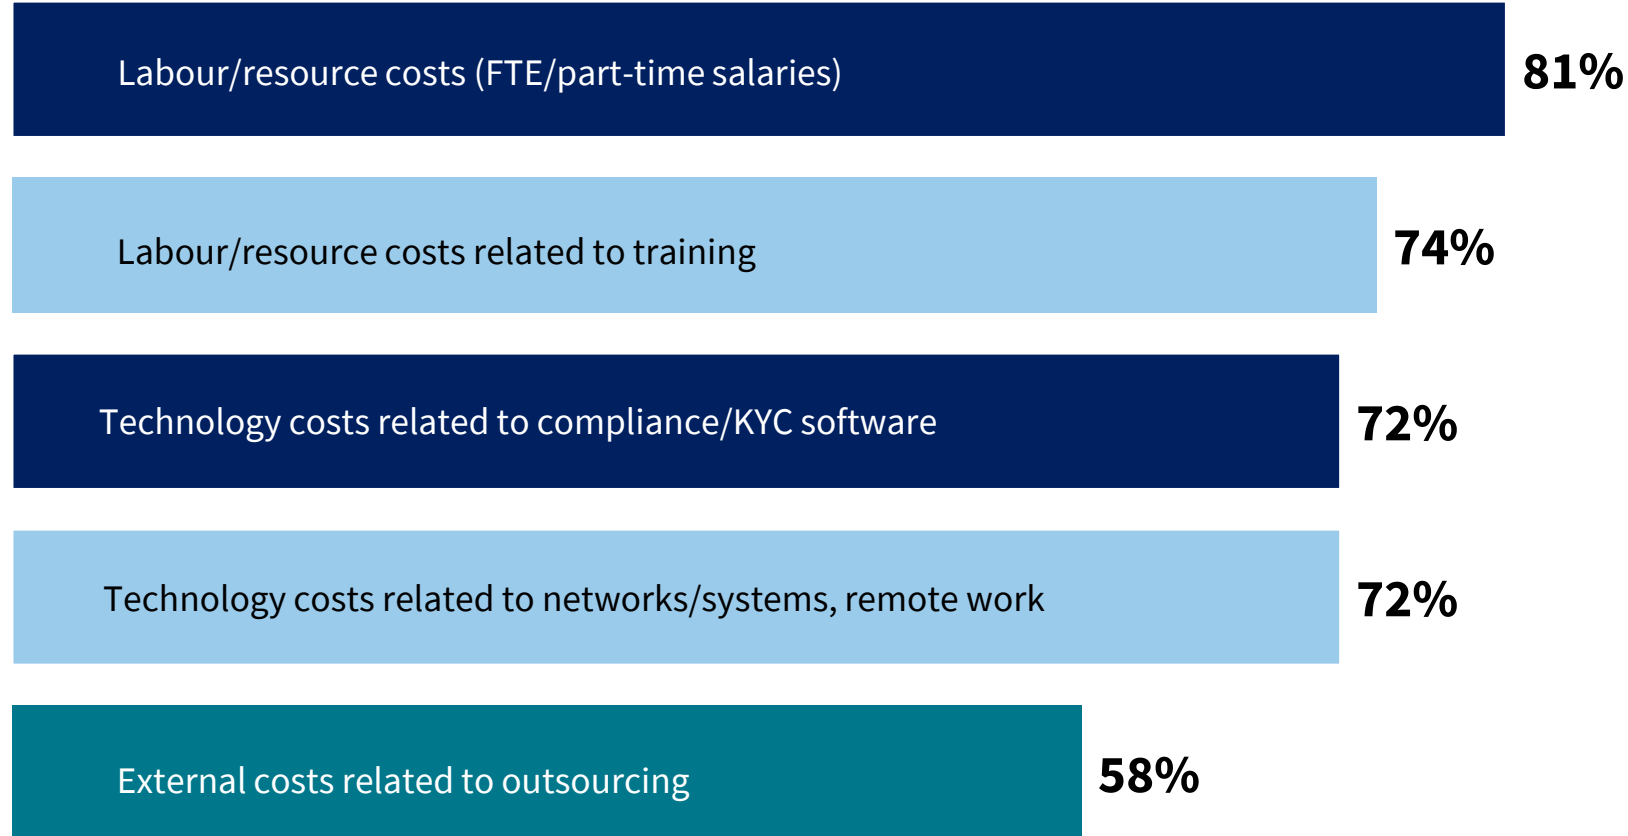 Labour/resource costs (FTE/part-time salaries) 81%
Labour/resource costs related to training 74%
Technology costs related to compliance/KYC software 72%
Technology costs related to networks/systems, remote work 72%
External costs related to outsourcing 58%